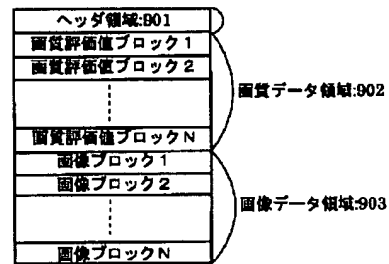 ヘッダ領域:901
画質評価値ブロック1
画質評価値ブロック2
画質データ領域:902
画質評価値ブロックN
画像ブロック1
画像ブロック2
画像データ領域:903
画像ブロックN